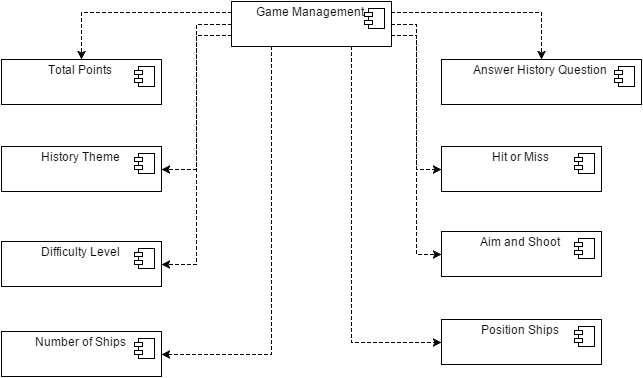 Game Management
Total Points
Answer History Question
History Theme
Hit or Miss
Difficulty Level
Aim and Shoot
Number of Ships
Position Ships